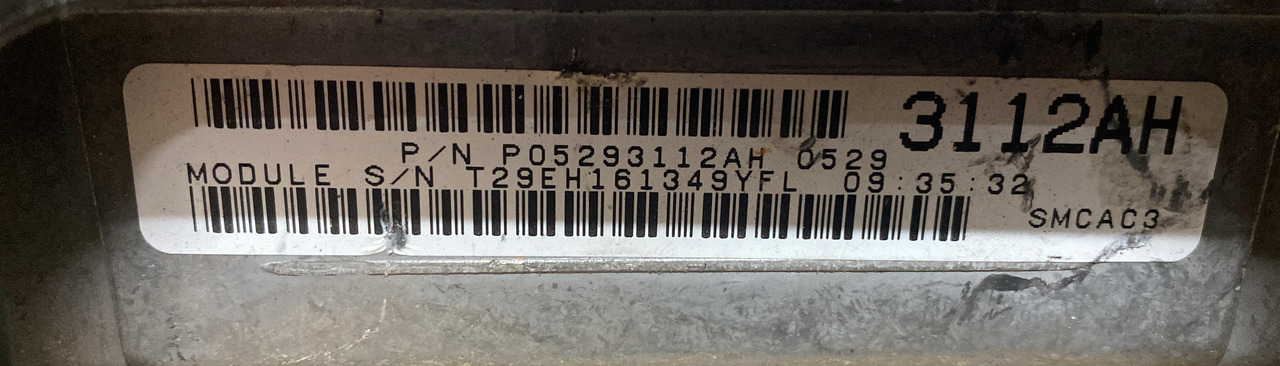 3112AH
P/N P05293112AH 0529
MODULE S/N T29EH161349YFL 09:35:32
SMCAC3